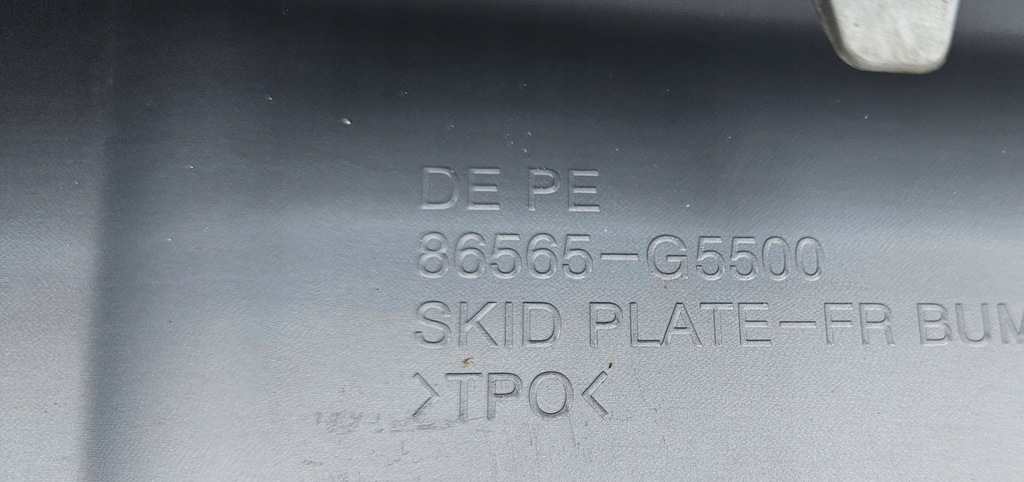 DE PE
86565-G5500
SKID PLATE-FR BUM
>TPO<